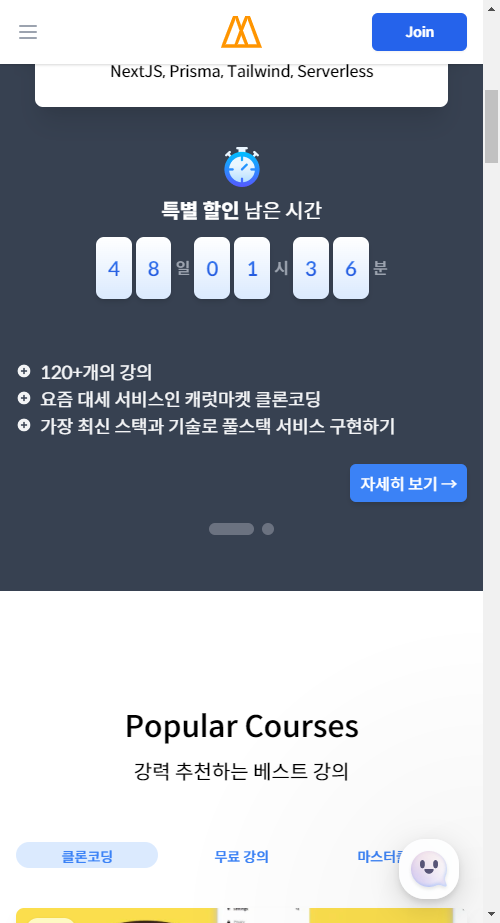 Join
NextJS, Prisma, Tailwind, Serverless
특별 할인 남은 시간
4 8 일 0 1 시 3 6 분
120+개의 강의
요즘 대세 서비스인 캐럿마켓 클론코딩
가장 최신 스택과 기술로 풀스택 서비스 구현하기
자세히 보기 →
Popular Courses
강력 추천하는 베스트 강의
클론코딩 무료 강의 마스터클